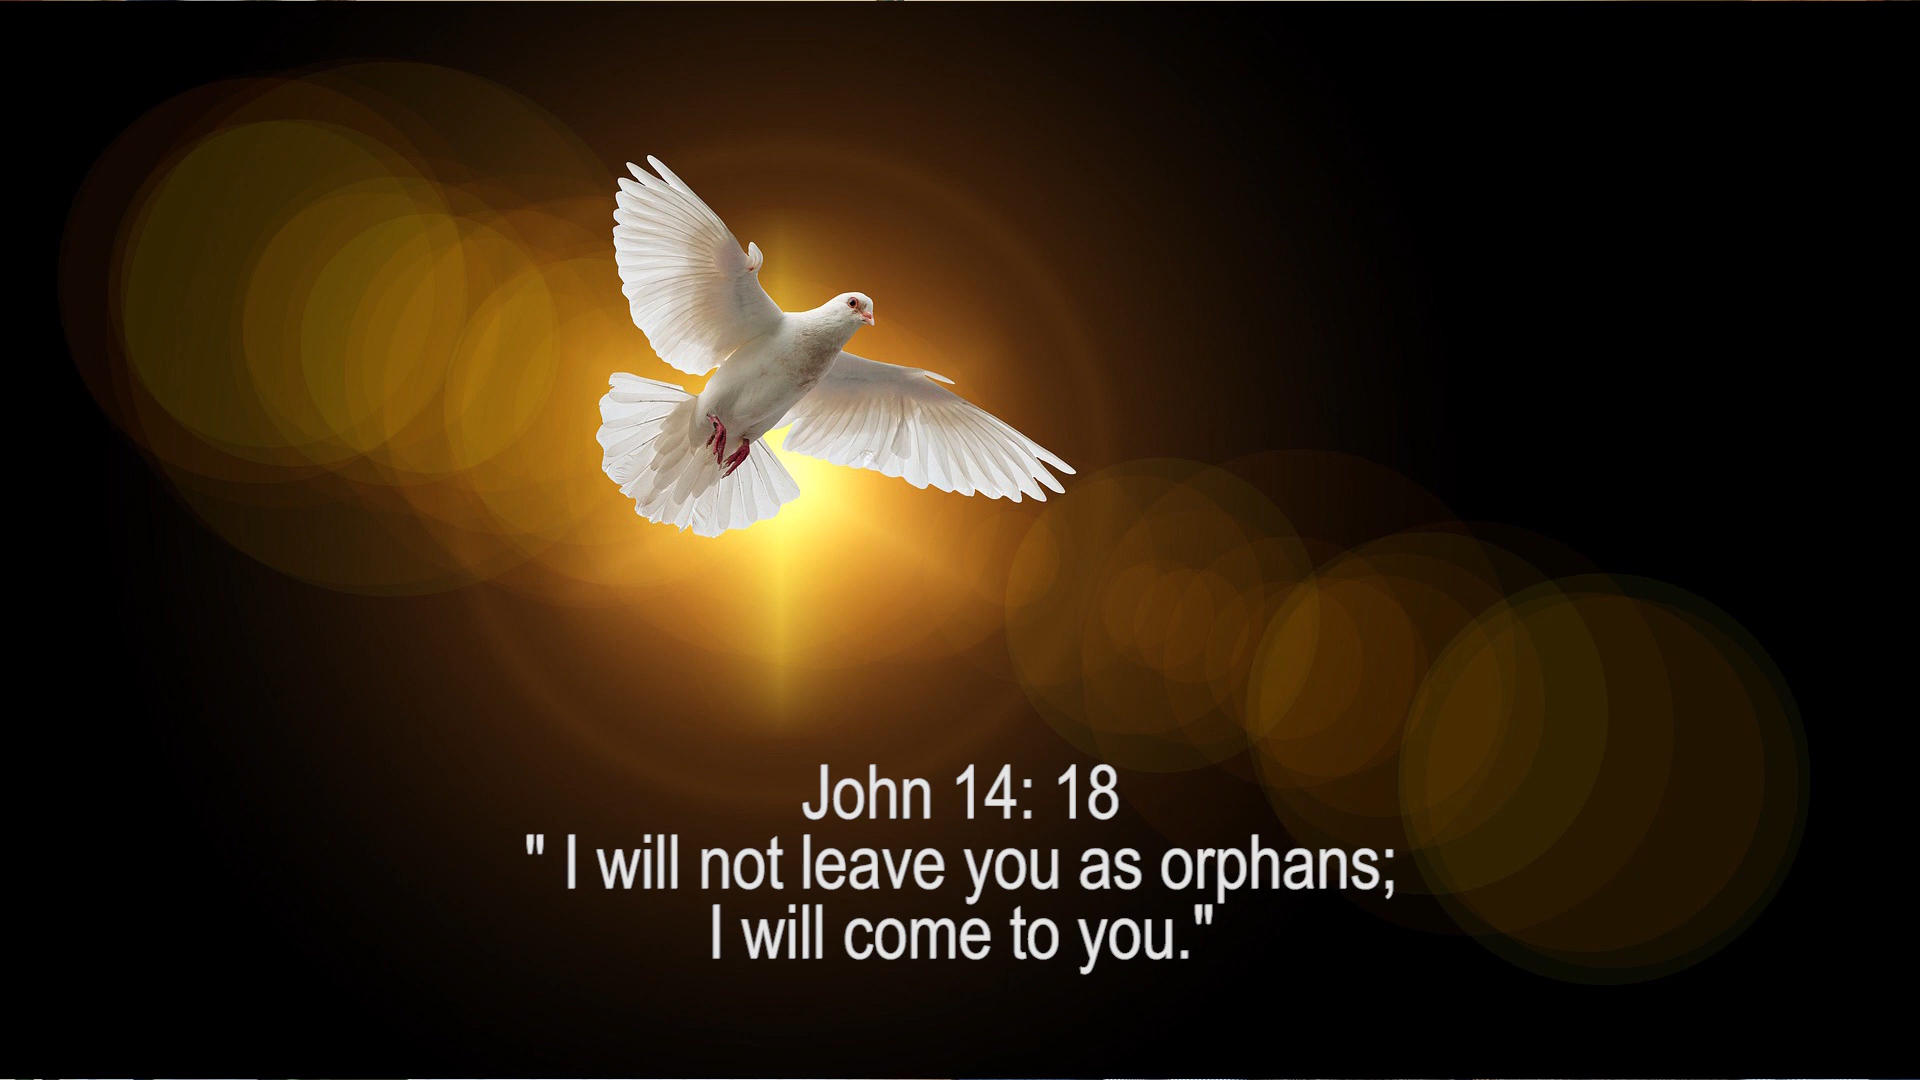 John 14: 18
" I will not leave you as orphans;
I will come to you."